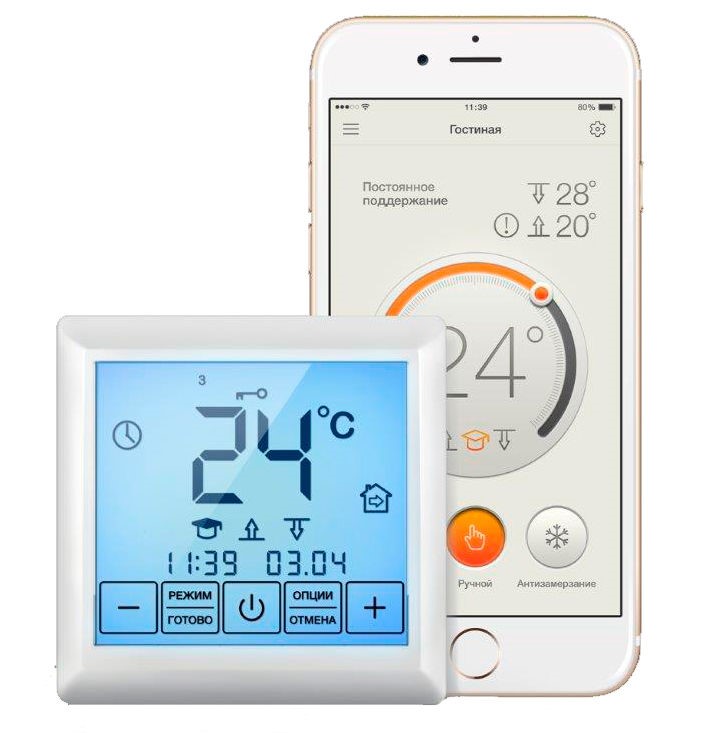 11:39
80%
Гостиная
Постоянное
поддержание
28°
20°
24°
Ручной
Антизамерзание
3
24°C
11:39 03.04
− РЕЖИМ ГОТОВО ОПЦИИ ОТМЕНА +